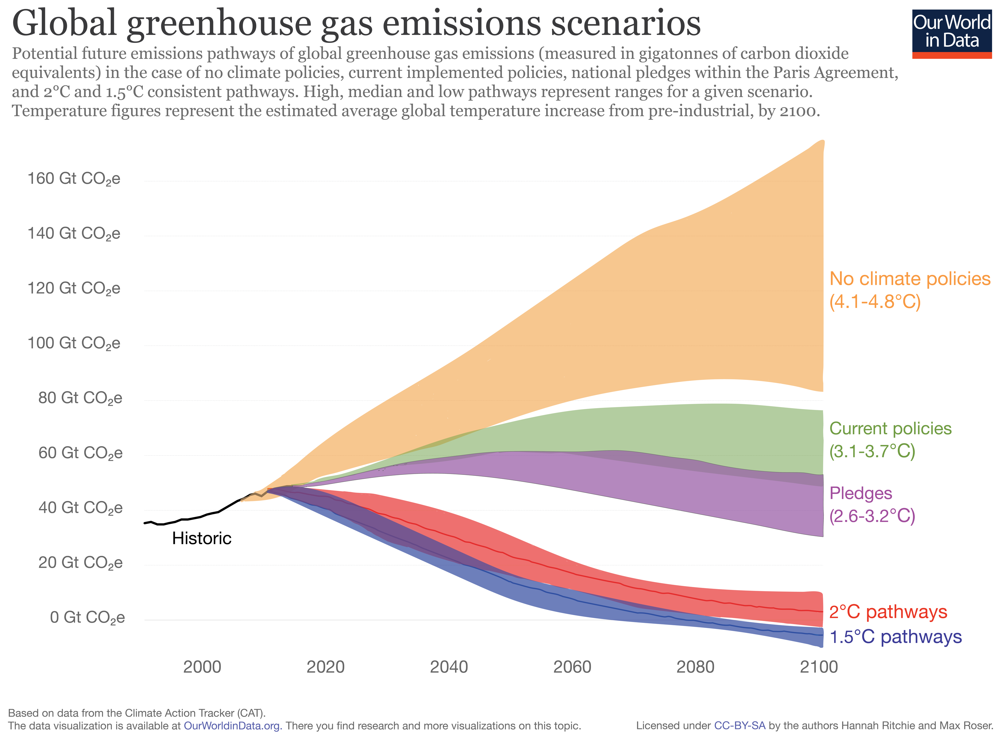 Global greenhouse gas emissions scenarios
Our World
in Data
Potential future emissions pathways of global greenhouse gas emissions (measured in gigatonnes of carbon dioxide
equivalents) in the case of no climate policies, current implemented policies, national pledges within the Paris Agreement,
and 2°C and 1.5°C consistent pathways. High, median and low pathways represent ranges for a given scenario.
Temperature figures represent the estimated average global temperature increase from pre-industrial, by 2100.
160 Gt CO₂e
140 Gt CO₂e
120 Gt CO₂e
100 Gt CO₂e
80 Gt CO₂e
60 Gt CO₂e
40 Gt CO₂e
20 Gt CO₂e
0 Gt CO₂e
Historic
No climate policies
(4.1-4.8°C)
Current policies
(3.1-3.7°C)
Pledges
(2.6-3.2°C)
2°C pathways
1.5°C pathways
2000 2020 2040 2060 2080 2100
Based on data from the Climate Action Tracker (CAT).
The data visualization is available at OurWorldinData.org. There you find research and more visualizations on this topic.
Licensed under CC-BY-SA by the authors Hannah Ritchie and Max Roser.